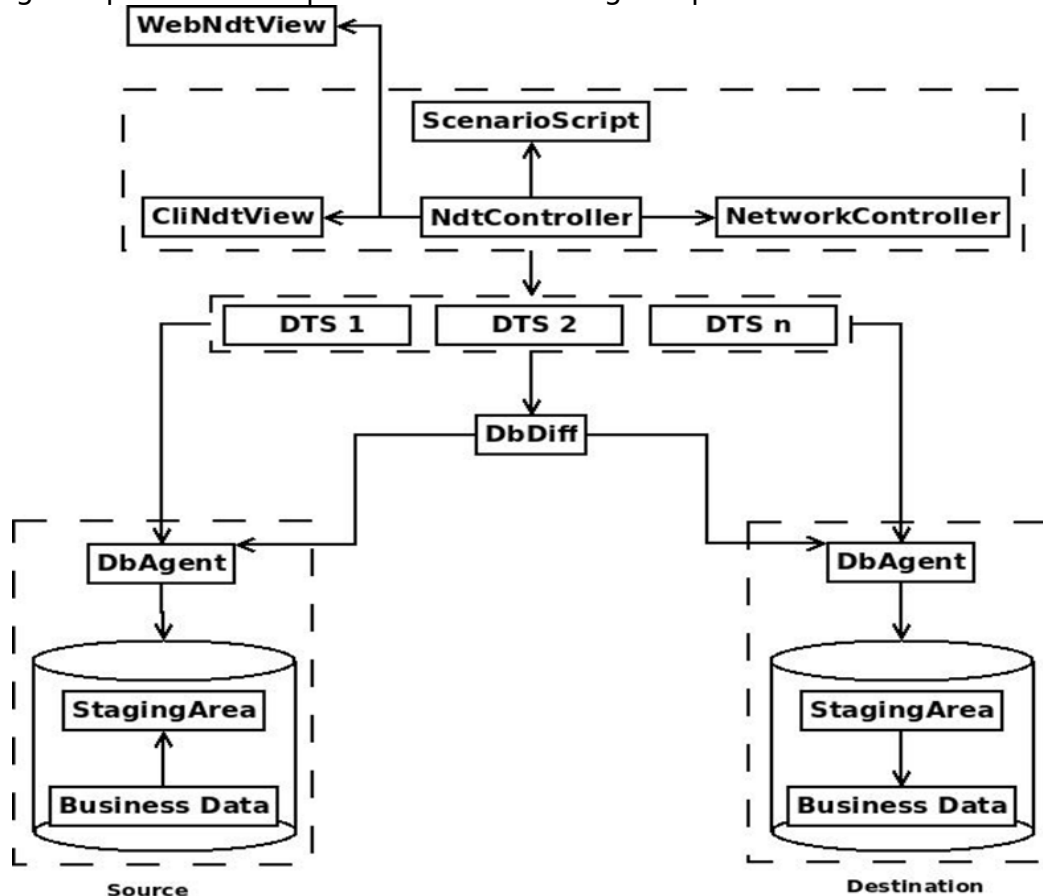 WebNdtView
ScenarioScript
CliNdtView
NdtController
NetworkController
DTS 1
DTS 2
DTS n
DbDiff
DbAgent
DbAgent
StagingArea
StagingArea
Business Data
Business Data
Source
Destination